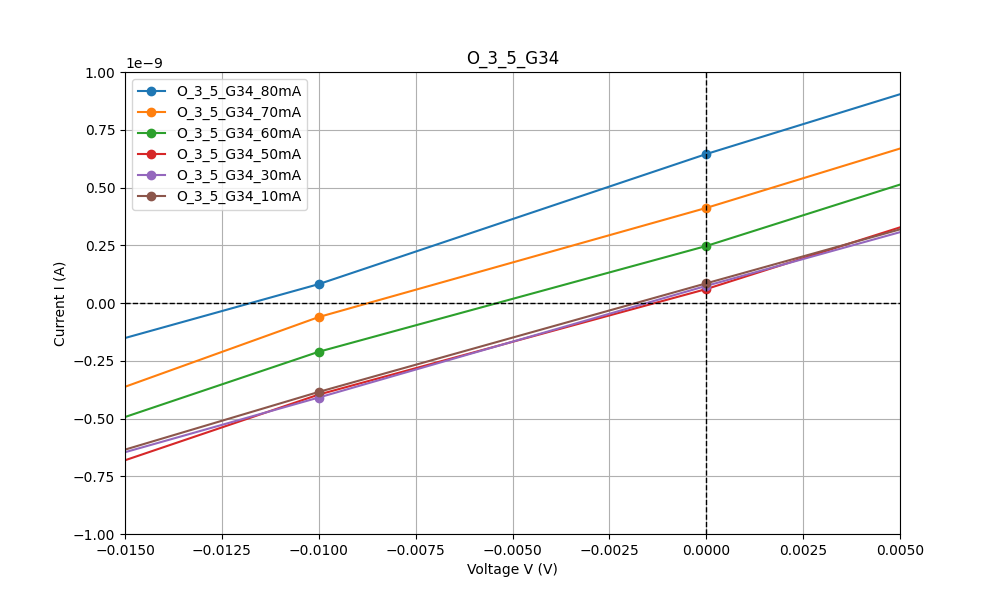 O_3_5_G34
1e−9
1.00
0.75
0.50
0.25
0.00
−0.25
−0.50
−0.75
−1.00
Current I (A)
O_3_5_G34_80mA
O_3_5_G34_70mA
O_3_5_G34_60mA
O_3_5_G34_50mA
O_3_5_G34_30mA
O_3_5_G34_10mA
−0.0150 −0.0125 −0.0100 −0.0075 −0.0050 −0.0025 0.0000 0.0025 0.0050
Voltage V (V)